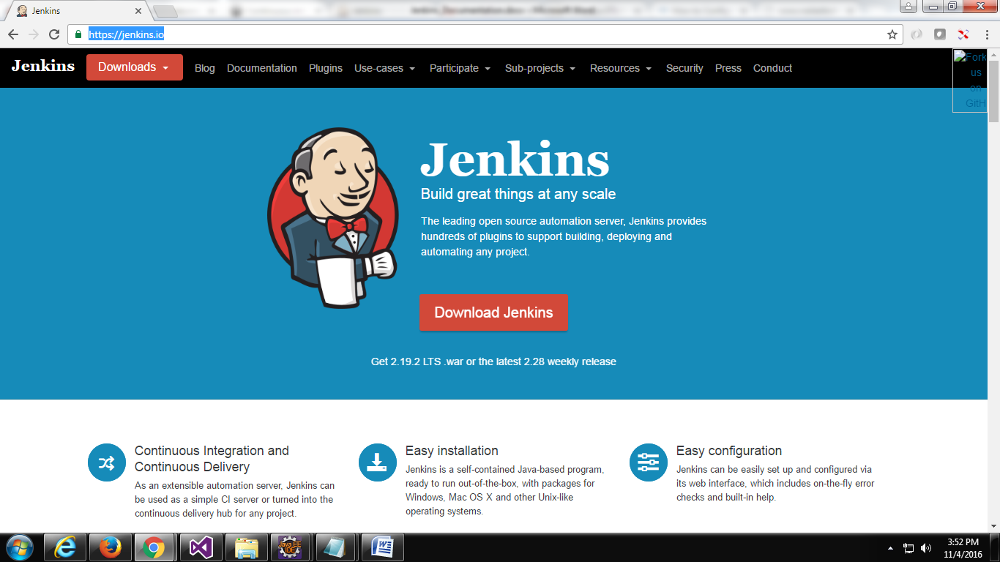 Jenkins
https://jenkins.io
Jenkins
Downloads
Blog
Documentation
Plugins
Use-cases
Participate
Sub-projects
Resources
Security
Press
Conduct
Fork
us
on
GitH
Jenkins
Build great things at any scale
The leading open source automation server, Jenkins provides
hundreds of plugins to support building, deploying and
automating any project.
Download Jenkins
Get 2.19.2 LTS .war or the latest 2.28 weekly release
Continuous Integration and
Continuous Delivery
As an extensible automation server, Jenkins can
be used as a simple CI server or turned into the
continuous delivery hub for any project.
Easy installation
Jenkins is a self-contained Java-based program,
ready to run out-of-the-box, with packages for
Windows, Mac OS X and other Unix-like
operating systems.
Easy configuration
Jenkins can be easily set up and configured via
its web interface, which includes on-the-fly error
checks and built-in help.
Java EE
IDE
3:52 PM
11/4/2016